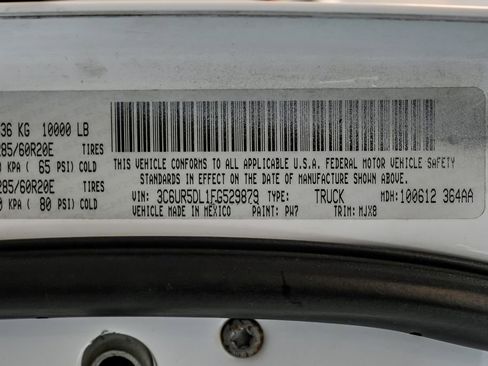 36 KG 10000 LB
285/60R20E TIRES
KPA ( 65 PSI) COLD
285/60R20E TIRES
0 KPA ( 80 PSI) COLD
THIS VEHICLE CONFORMS TO ALL APPLICABLE U.S.A. FEDERAL MOTOR VEHICLE SAFETY
STANDARDS IN EFFECT ON THE DATE OF MANUFACTURE SHOWN ABOVE.
VIN: 3C6UR5DL1FG529879 TYPE: TRUCK MDH: 100612 364AA
VEHICLE MADE IN MEXICO PAINT: PW7 TRIM: MJX8